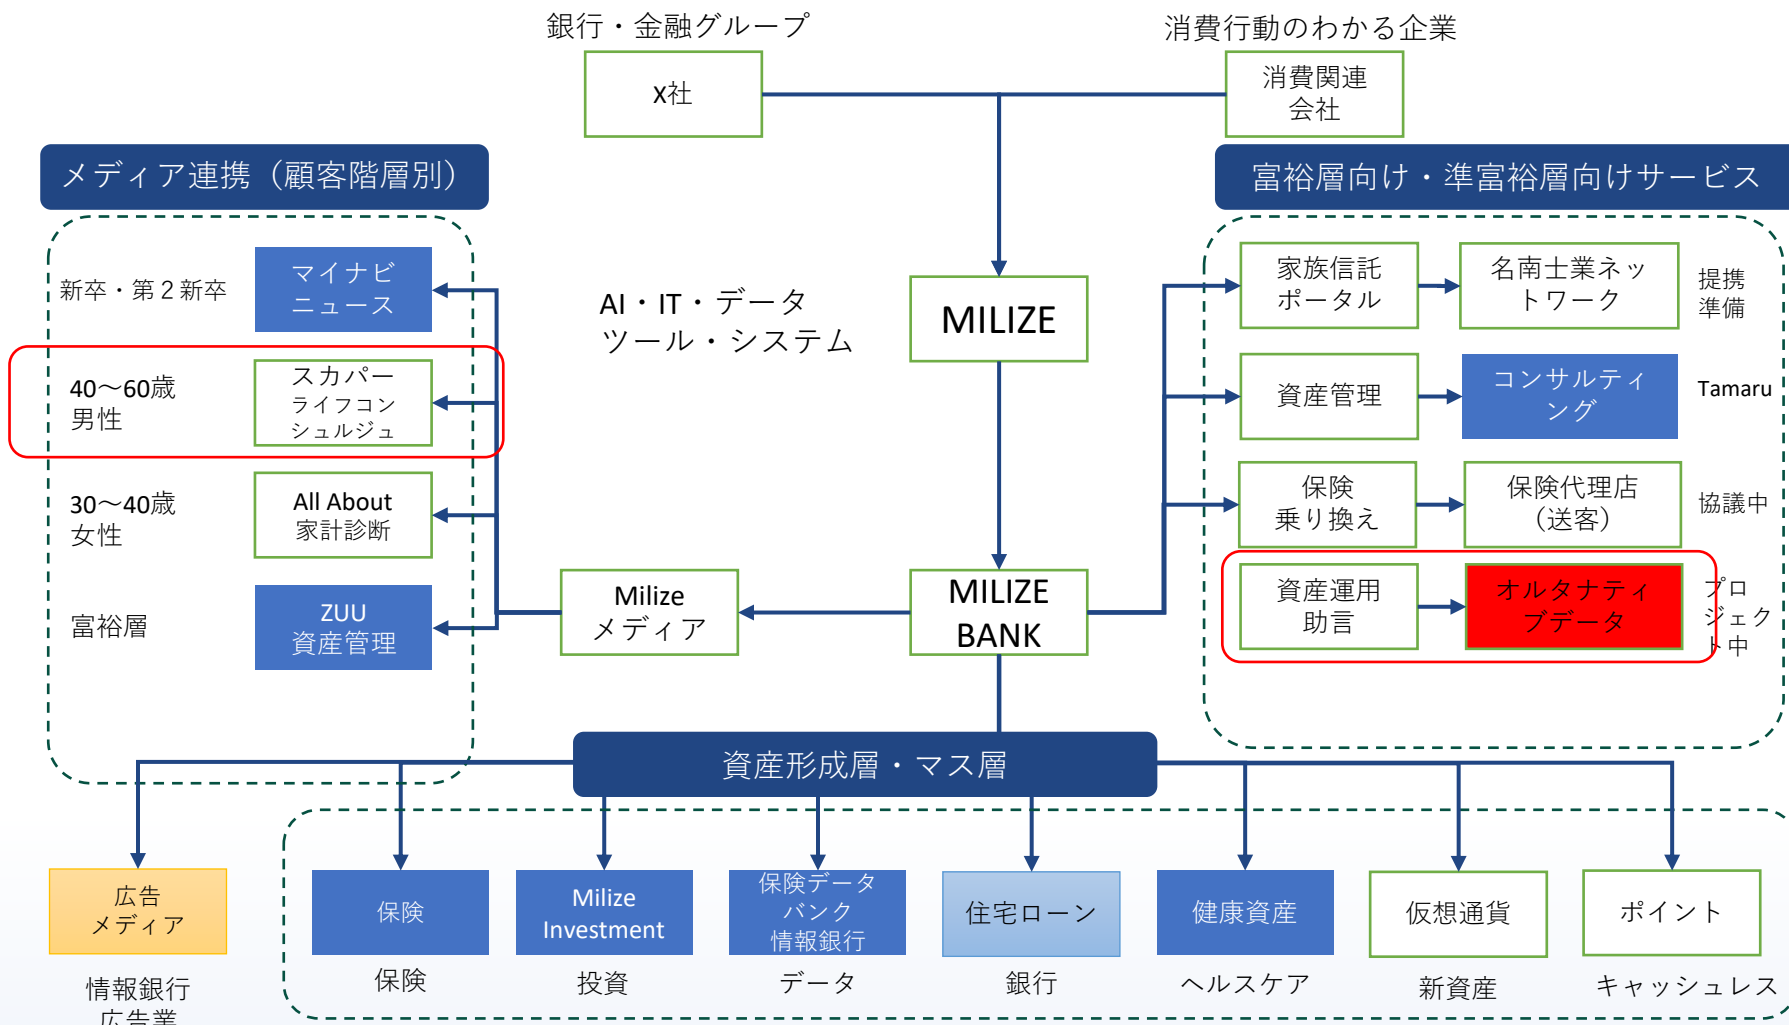 銀行・金融グループ
消費行動のわかる企業
X社
消費関連
会社
メディア連携（顧客階層別）
富裕層向け・準富裕層向けサービス
新卒・第２新卒
マイナビ
ニュース
AI・IT・データ
ツール・システム
MILIZE
家族信託
ポータル
名南士業ネッ
トワーク
提携
準備
40～60歳
男性
スカパー
ライフコン
シュルジュ
資産管理
コンサルティ
ング
Tamaru
30～40歳
女性
All About
家計診断
保険
乗り換え
保険代理店
（送客）
協議中
富裕層
ZUU
資産管理
Milize
メディア
MILIZE
BANK
資産運用
助言
オルタナティ
ブデータ
プロ
ジェク
ト中
資産形成層・マス層
広告
メディア
保険
Milize
Investment
保険データ
バンク
情報銀行
住宅ローン
健康資産
仮想通貨
ポイント
情報銀行
広告業
保険
投資
データ
銀行
ヘルスケア
新資産
キャッシュレス